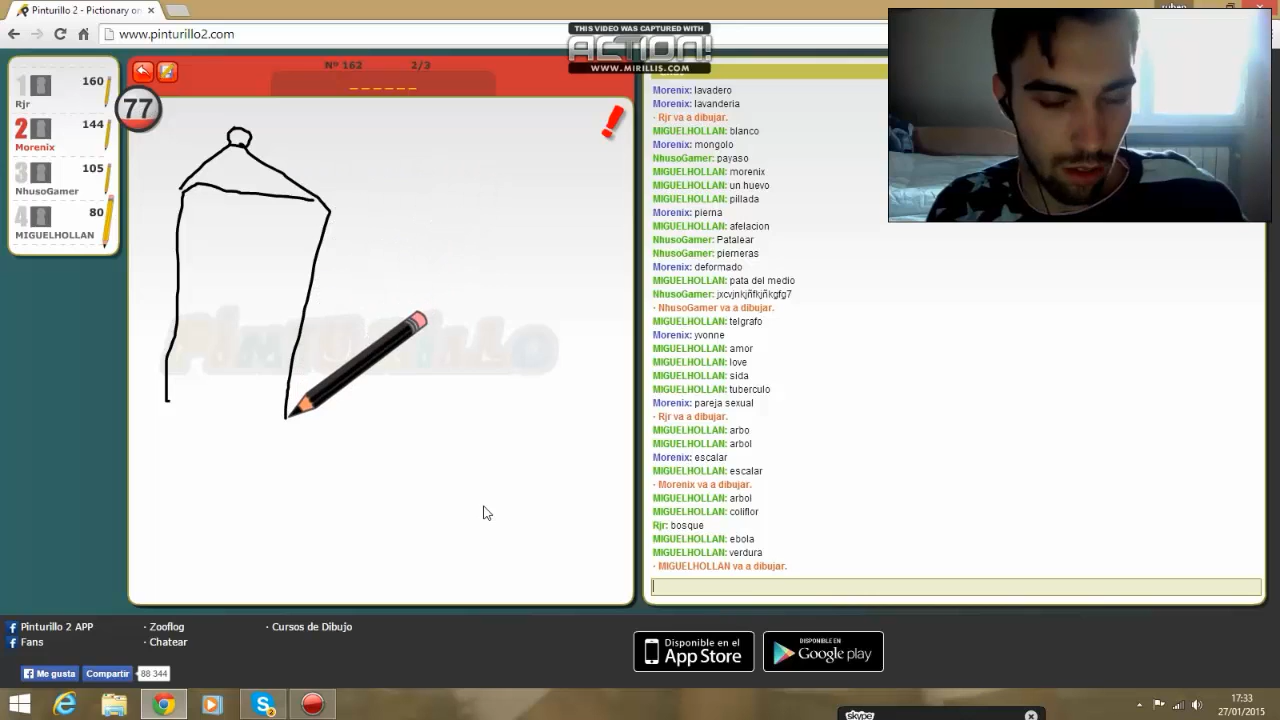 Pinturillo 2 - Pictionary on
www.pinturillo2.com
THIS VIDEO WAS CAPTURED WITH
ACTION!
WWW.MIRILLIS.COM
Nº 162 2/3
_ _ _ _ _ _
77
1 160
Rjr
2 144
Morenix
3 105
NhusoGamer
4 80
MIGUELHOLLAN
Pinturillo
Morenix: lavadero
Morenix: lavanderia
· Rjr va a dibujar.
MIGUELHOLLAN: blanco
Morenix: mongolo
NhusoGamer: payaso
MIGUELHOLLAN: morenix
MIGUELHOLLAN: un huevo
MIGUELHOLLAN: pillada
Morenix: pierna
MIGUELHOLLAN: afelacion
NhusoGamer: Patalear
NhusoGamer: pierneras
Morenix: deformado
MIGUELHOLLAN: pata del medio
NhusoGamer: jxcvjnkjñfkjñkgfg7
· NhusoGamer va a dibujar.
MIGUELHOLLAN: telgrafo
Morenix: yvonne
MIGUELHOLLAN: amor
MIGUELHOLLAN: love
MIGUELHOLLAN: sida
MIGUELHOLLAN: tuberculo
Morenix: pareja sexual
· Rjr va a dibujar.
MIGUELHOLLAN: arbo
MIGUELHOLLAN: arbol
Morenix: escalar
MIGUELHOLLAN: escalar
· Morenix va a dibujar.
MIGUELHOLLAN: arbol
MIGUELHOLLAN: coliflor
Rjr: bosque
MIGUELHOLLAN: ebola
MIGUELHOLLAN: verdura
· MIGUELHOLLAN va a dibujar.
Pinturillo 2 APP · Zooflog · Cursos de Dibujo
Fans · Chatear
Me gusta Compartir 88 344
Disponible en el
App Store
DISPONIBLE EN
Google play
skype
17:33
27/01/2015